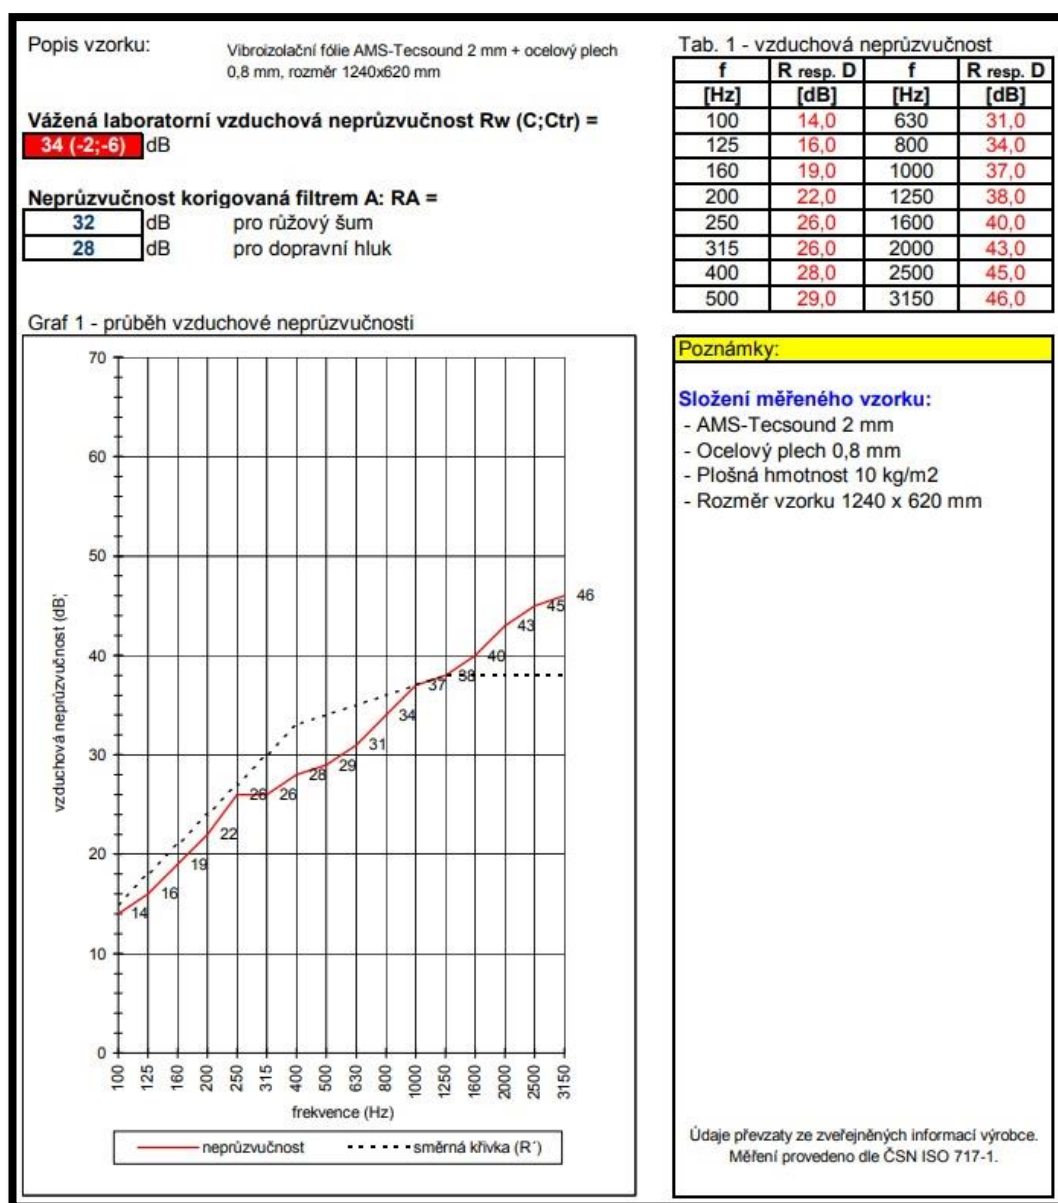 Popis vzorku:
Vibroizolační fólie AMS-Tecsound 2 mm + ocelový plech
0,8 mm, rozměr 1240x620 mm
Vážená laboratorní vzduchová neprůzvučnost Rw (C;Ctr) =
34 (-2;-6) dB
Neprůzvučnost korigovaná filtrem A: RA =
32 dB pro růžový šum
28 dB pro dopravní hluk
Tab. 1 - vzduchová neprůzvučnost
f R resp. D f R resp. D
[Hz] [dB] [Hz] [dB]
100 14,0 630 31,0
125 16,0 800 34,0
160 19,0 1000 37,0
200 22,0 1250 38,0
250 26,0 1600 40,0
315 26,0 2000 43,0
400 28,0 2500 45,0
500 29,0 3150 46,0
Graf 1 - průběh vzduchové neprůzvučnosti
vzduchová neprůzvučnost (dB)
70
60
50
40
30
20
10
0
14
16
19
22
26
26
28
29
31
34
37
38
40
43
45
46
100 125 160 200 250 315 400 500 630 800 1000 1250 1600 2000 2500 3150
frekvence (Hz)
neprůzvučnost směrná křivka (R´)
Poznámky:
Složení měřeného vzorku:
- AMS-Tecsound 2 mm
- Ocelový plech 0,8 mm
- Plošná hmotnost 10 kg/m2
- Rozměr vzorku 1240 x 620 mm
Údaje převzaty ze zveřejněných informací výrobce.
Měření provedeno dle ČSN ISO 717-1.